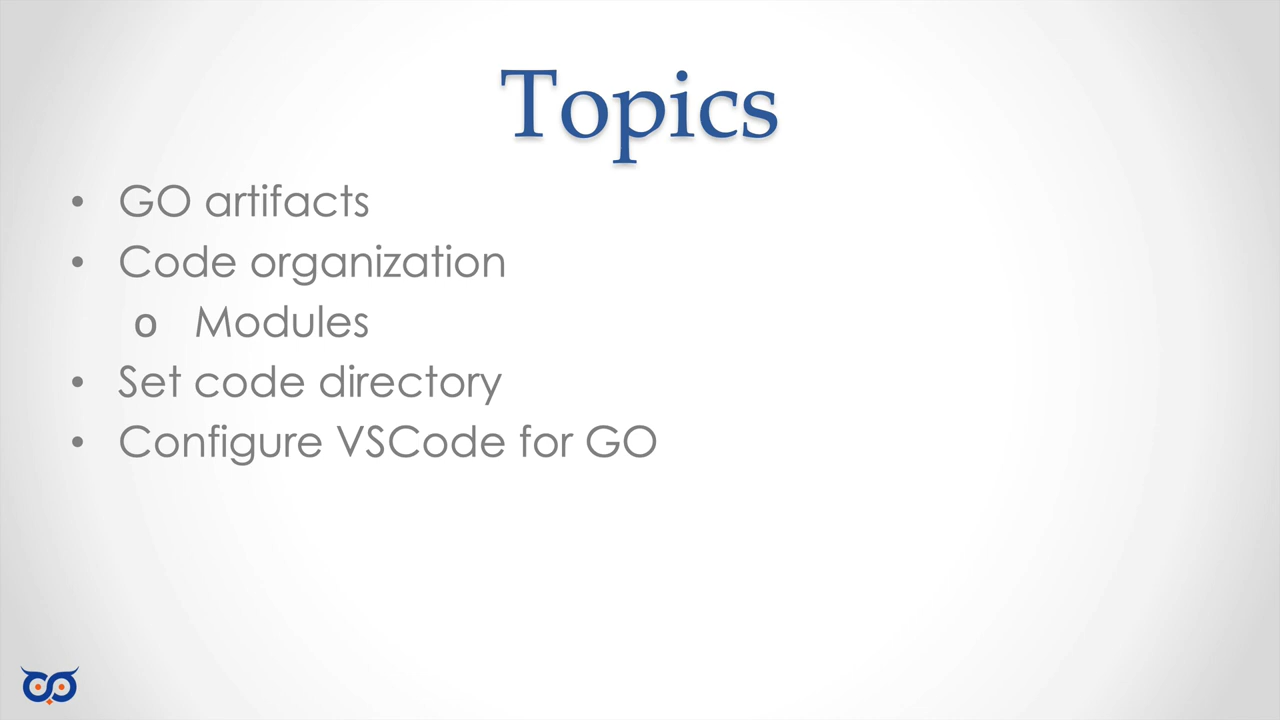 Topics
• GO artifacts
• Code organization
o Modules
• Set code directory
• Configure VSCode for GO